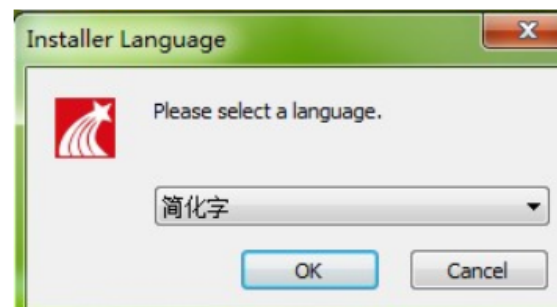 Installer Language
Please select a language.
简化字
OK
Cancel